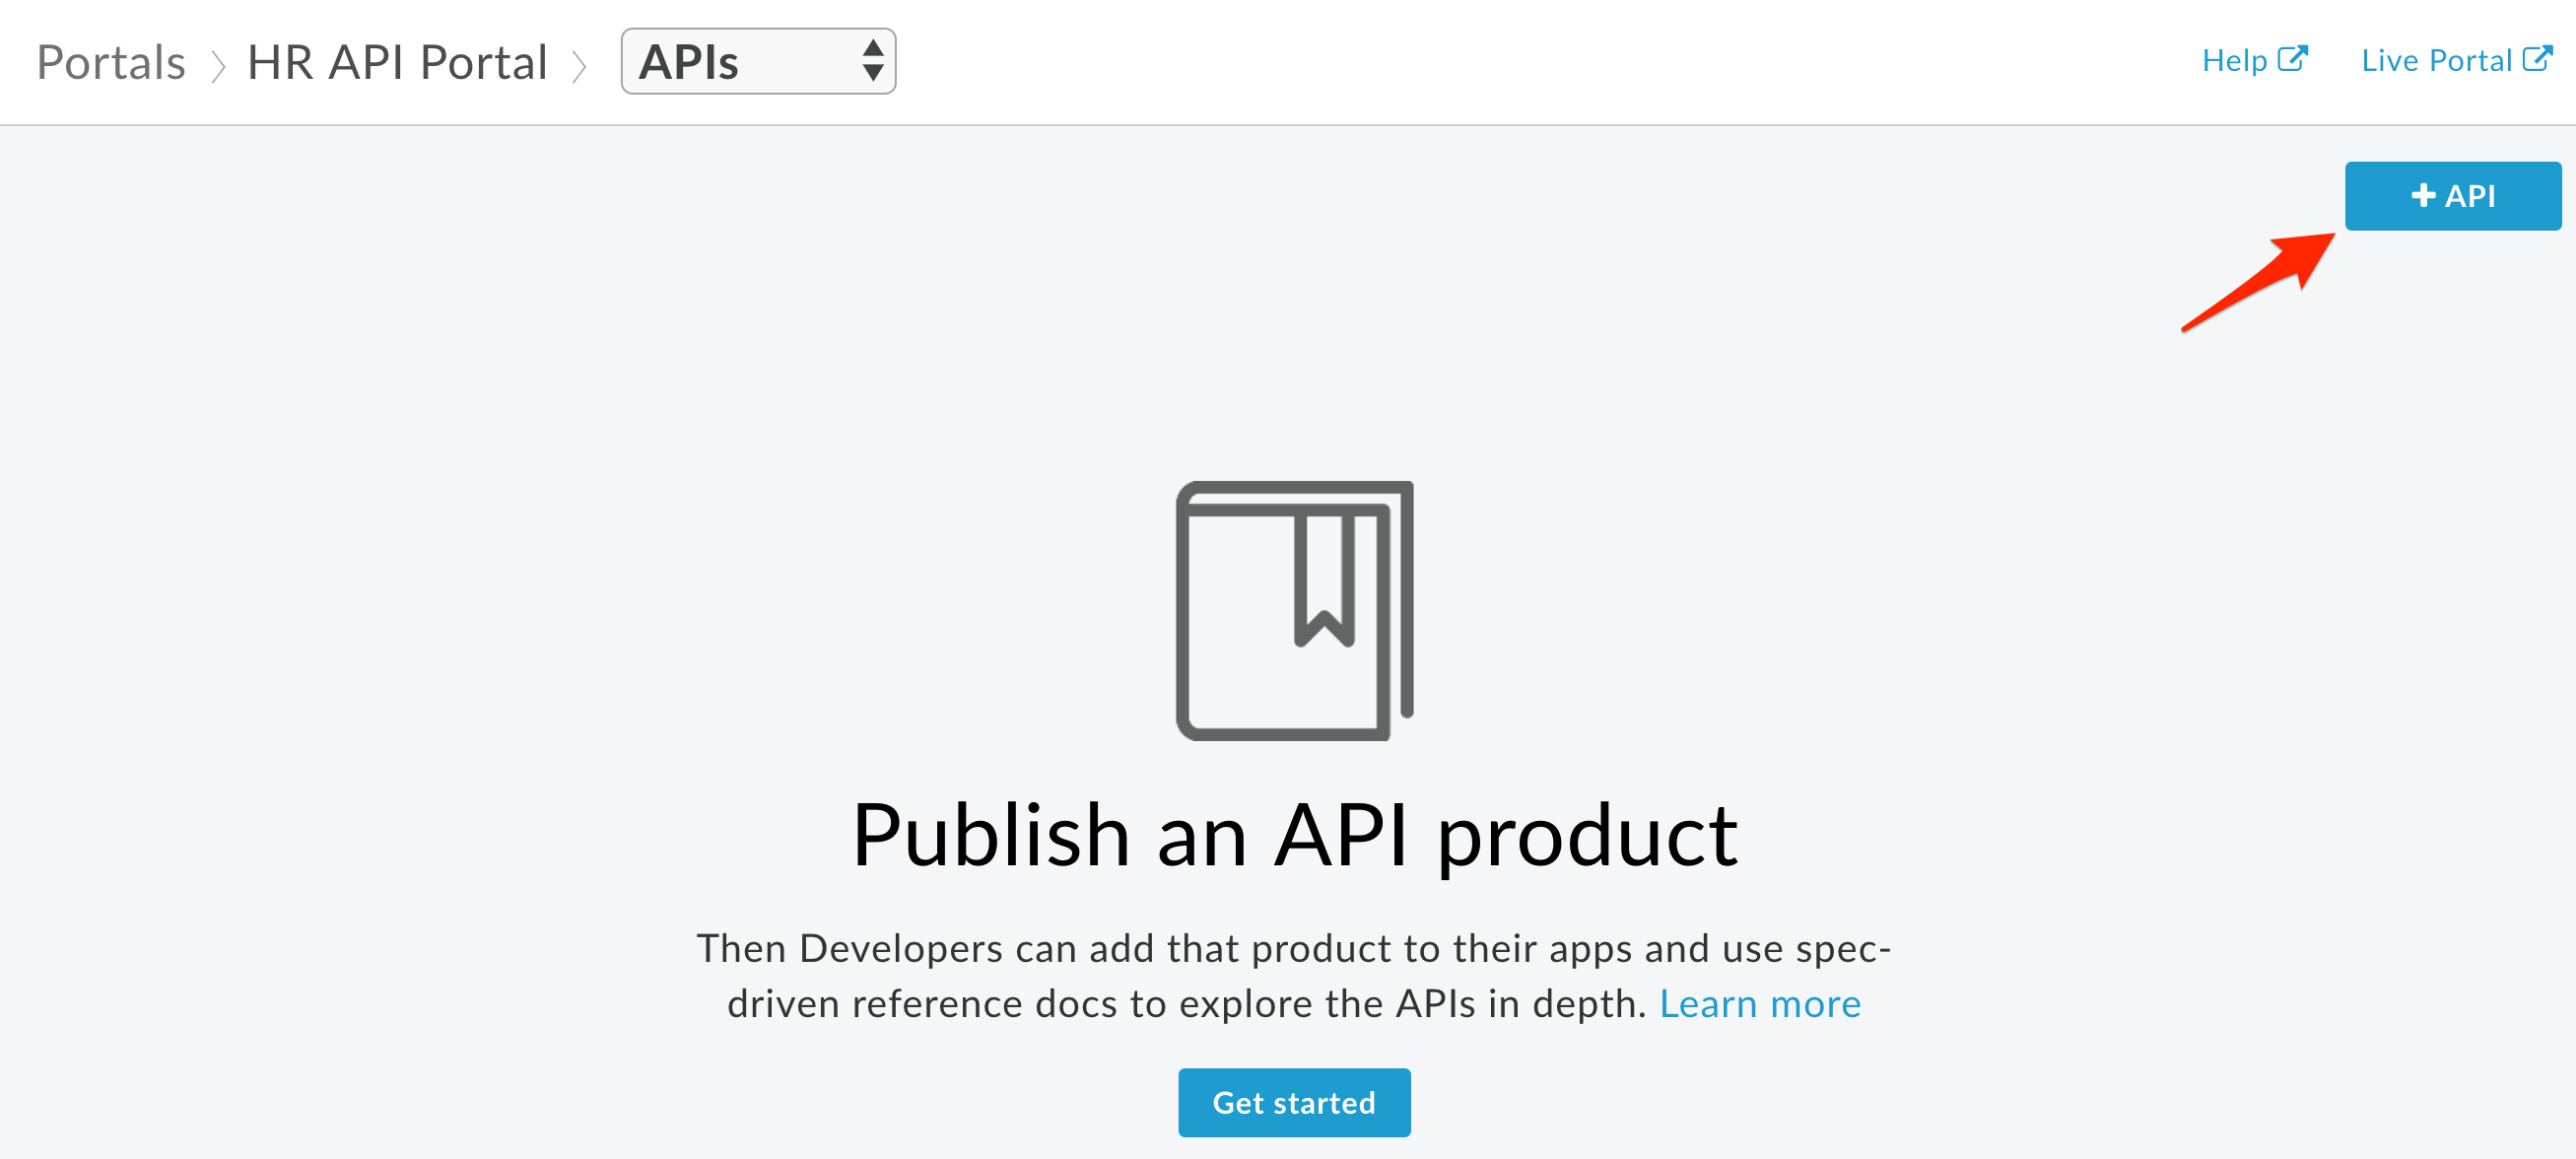 Portals > HR API Portal > APIs
Help
Live Portal
+ API
Publish an API product
Then Developers can add that product to their apps and use spec-
driven reference docs to explore the APIs in depth. Learn more
Get started